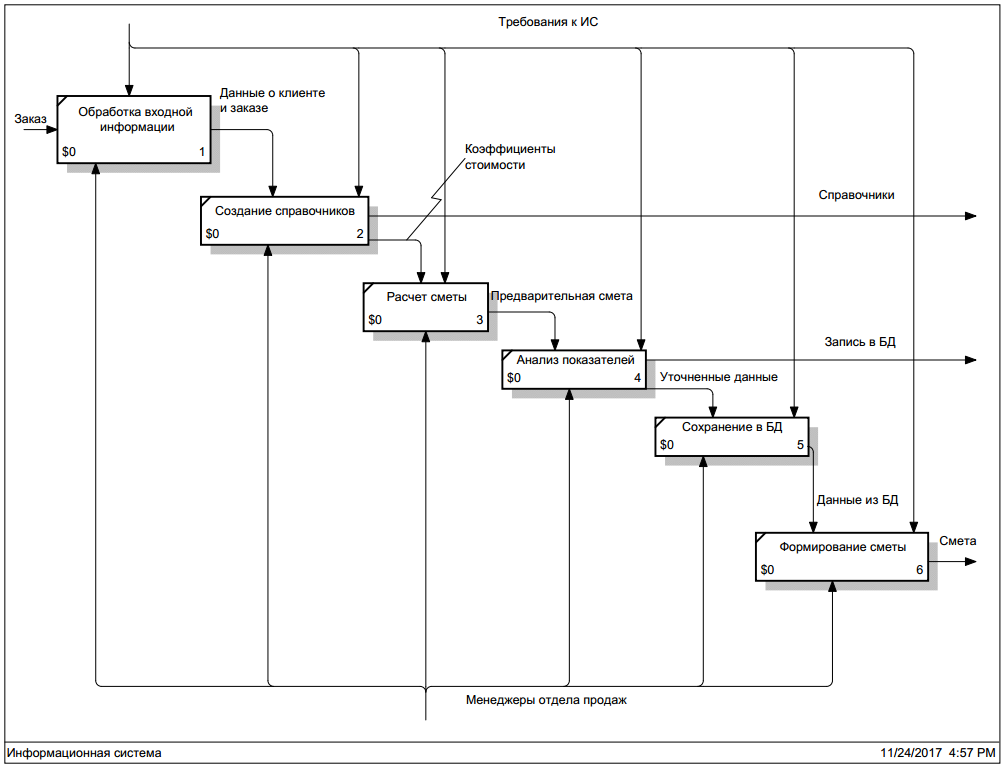 Требования к ИС
Данные о клиенте
и заказе
Заказ
Обработка входной
информации
$0 1
Коэффициенты
стоимости
Справочники
Создание справочников
$0 2
Расчет сметы
$0 3
Предварительная смета
Запись в БД
Анализ показателей
$0 4
Уточненные данные
Сохранение в БД
$0 5
Данные из БД
Формирование сметы
$0 6
Смета
Менеджеры отдела продаж
Информационная система 11/24/2017 4:57 PM